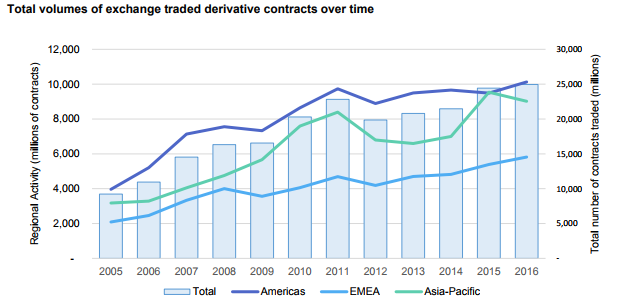 Total volumes of exchange traded derivative contracts over time
12,000
10,000
8,000
6,000
4,000
2,000
-
Regional Activity (millions of contracts)
30,000
25,000
20,000
15,000
10,000
5,000
-
Total number of contracts traded (millions)
2005 2006 2007 2008 2009 2010 2011 2012 2013 2014 2015 2016
Total Americas EMEA Asia-Pacific